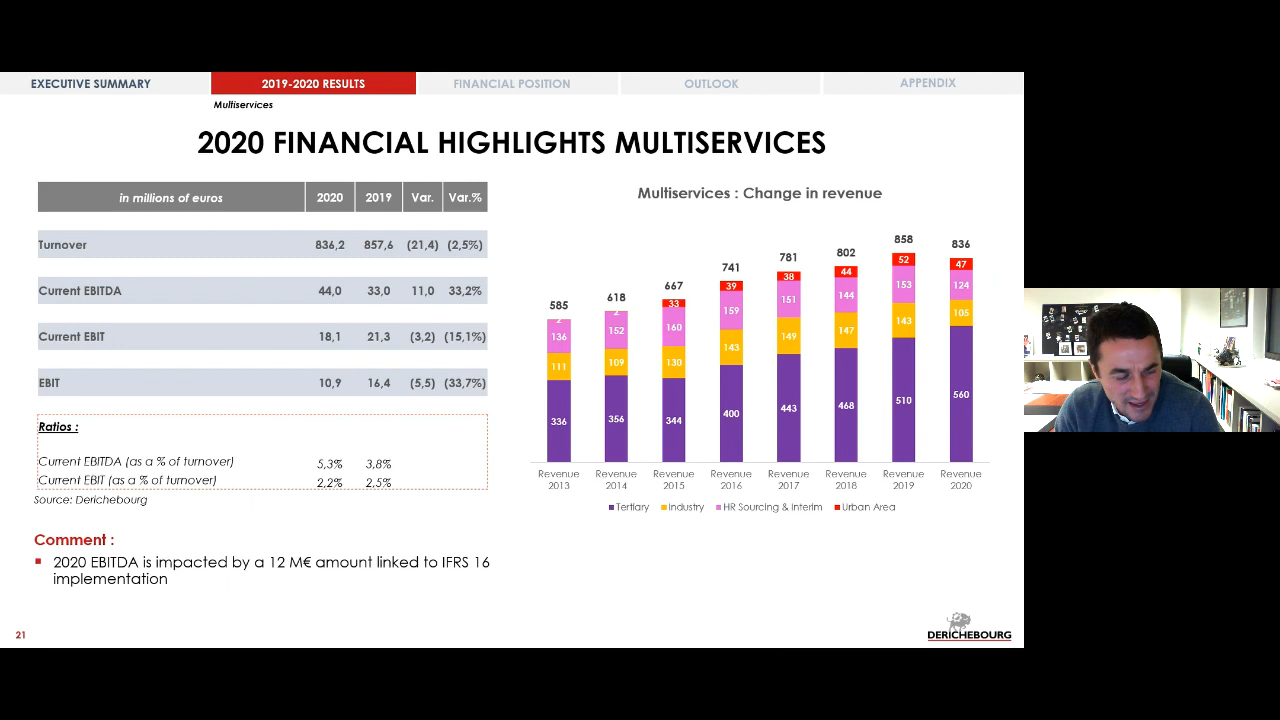 EXECUTIVE SUMMARY
2019-2020 RESULTS
FINANCIAL POSITION
OUTLOOK
APPENDIX
Multiservices
2020 FINANCIAL HIGHLIGHTS MULTISERVICES
in millions of euros 2020 2019 Var. Var.%
Turnover 836,2 857,6 (21,4) (2,5%)
Current EBITDA 44,0 33,0 11,0 33,2%
Current EBIT 18,1 21,3 (3,2) (15,1%)
EBIT 10,9 16,4 (5,5) (33,7%)
Ratios :
Current EBITDA (as a % of turnover) 5,3% 3,8%
Current EBIT (as a % of turnover) 2,2% 2,5%
Source: Derichebourg
Comment :
2020 EBITDA is impacted by a 12 M€ amount linked to IFRS 16
implementation
Multiservices : Change in revenue
585 618 667 741 781 802 858 836
2 2 33 39 38 44 52 47
136 152 160 159 151 144 153 124
111 109 130 143 149 147 143 105
336 356 344 400 443 468 510 560
Revenue 2013
Revenue 2014
Revenue 2015
Revenue 2016
Revenue 2017
Revenue 2018
Revenue 2019
Revenue 2020
Tertiary Industry HR Sourcing & Interim Urban Area
21
DERICHEBOURG